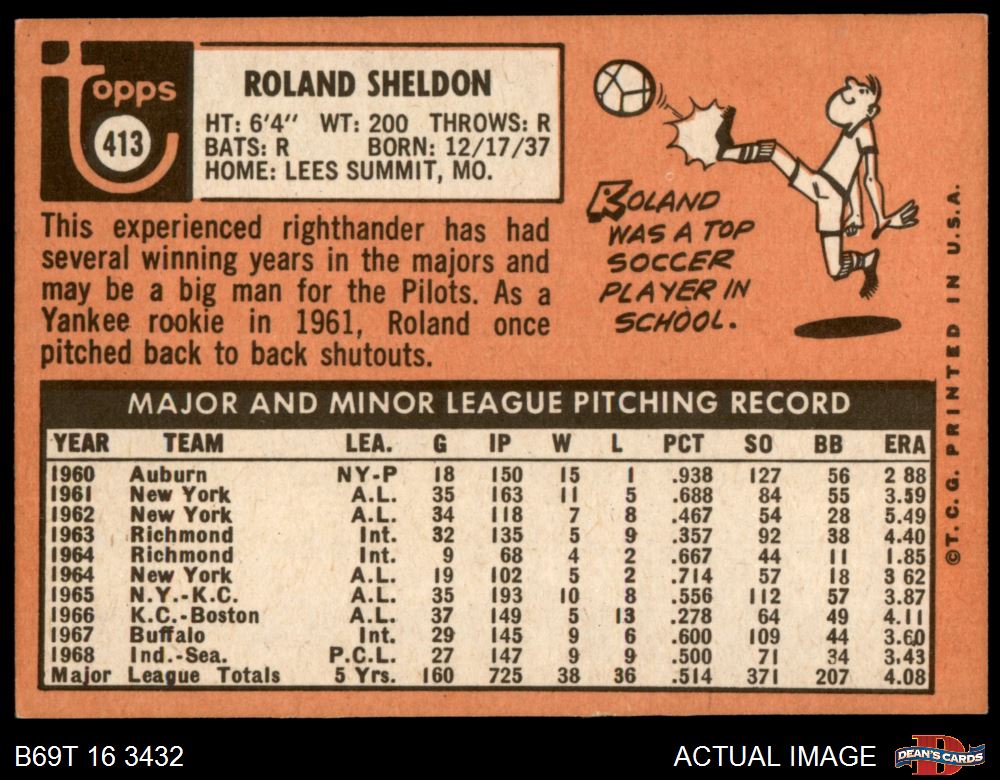 topps
413
ROLAND SHELDON
HT: 6'4" WT: 200 THROWS: R
BATS: R BORN: 12/17/37
HOME: LEES SUMMIT, MO.
This experienced righthander has had
several winning years in the majors and
may be a big man for the Pilots. As a
Yankee rookie in 1961, Roland once
pitched back to back shutouts.
ROLAND
WAS A TOP
SOCCER
PLAYER IN
SCHOOL.
MAJOR AND MINOR LEAGUE PITCHING RECORD
YEAR TEAM LEA. G IP W L PCT SO BB ERA
1960 Auburn NY-P 18 150 15 1 .938 127 56 2 88
1961 New York A.L. 35 163 11 5 .688 84 55 3.59
1962 New York A.L. 34 118 7 8 .467 54 28 5.49
1963 Richmond Int. 32 135 5 9 .357 92 38 4.40
1964 Richmond Int. 9 68 4 2 .667 44 11 1.85
1964 New York A.L. 19 102 5 2 .714 57 18 3 62
1965 N.Y.-K.C. A.L. 35 193 10 8 .556 112 57 3.87
1966 K.C.-Boston A.L. 37 149 5 13 .278 64 49 4.11
1967 Buffalo Int. 29 145 9 6 .600 109 44 3.60
1968 Ind.-Sea. P.C.L. 27 147 9 9 .500 71 34 3.43
Major League Totals 5 Yrs. 160 725 38 36 .514 371 207 4.08
©T.C.G. PRINTED IN U.S.A.
B69T 16 3432
ACTUAL IMAGE
D
DEAN'S CARDS